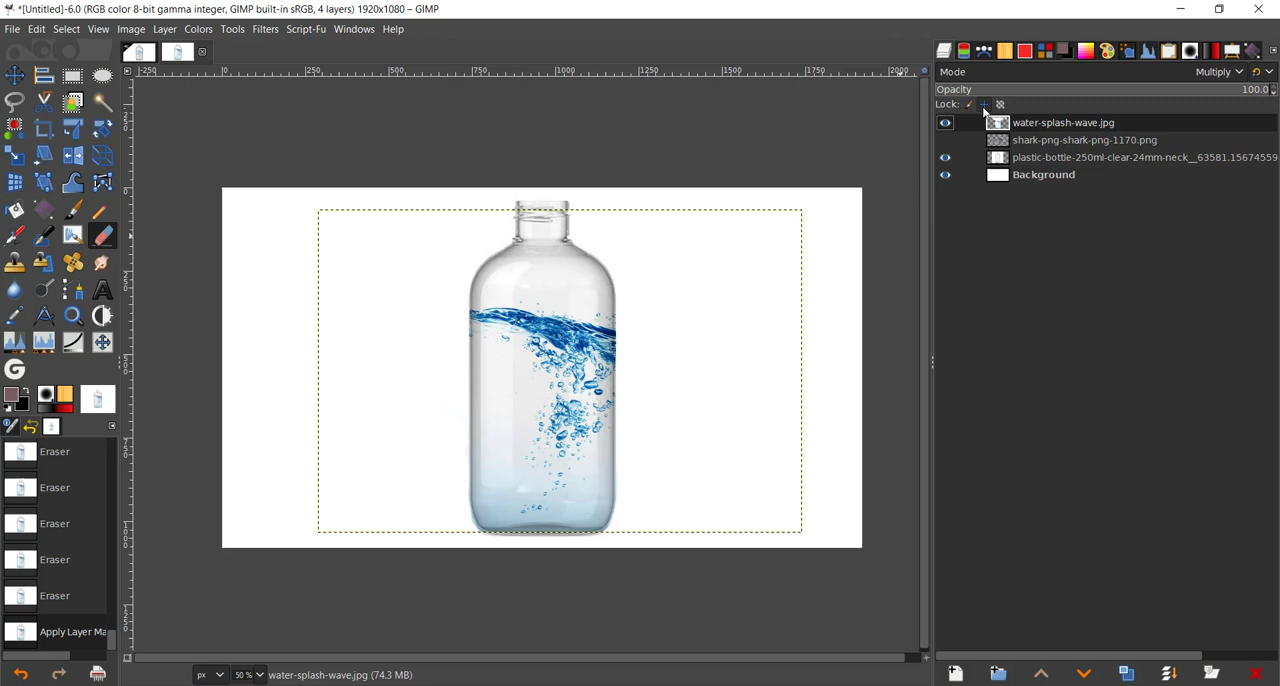 *[Untitled]-6.0 (RGB color 8-bit gamma integer, GIMP built-in sRGB, 4 layers) 1920x1080 – GIMP
File Edit Select View Image Layer Colors Tools Filters Script-Fu Windows Help
Mode Multiply
Opacity 100.0
Lock:
water-splash-wave.jpg
shark-png-shark-png-1170.png
plastic-bottle-250ml-clear-24mm-neck__63581.15674559
Background
-250 0 250 500 750 1000 1250 1500 1750 2000
Eraser
Eraser
Eraser
Eraser
Eraser
Apply Layer Ma
px 50 % water-splash-wave.jpg (74.3 MB)